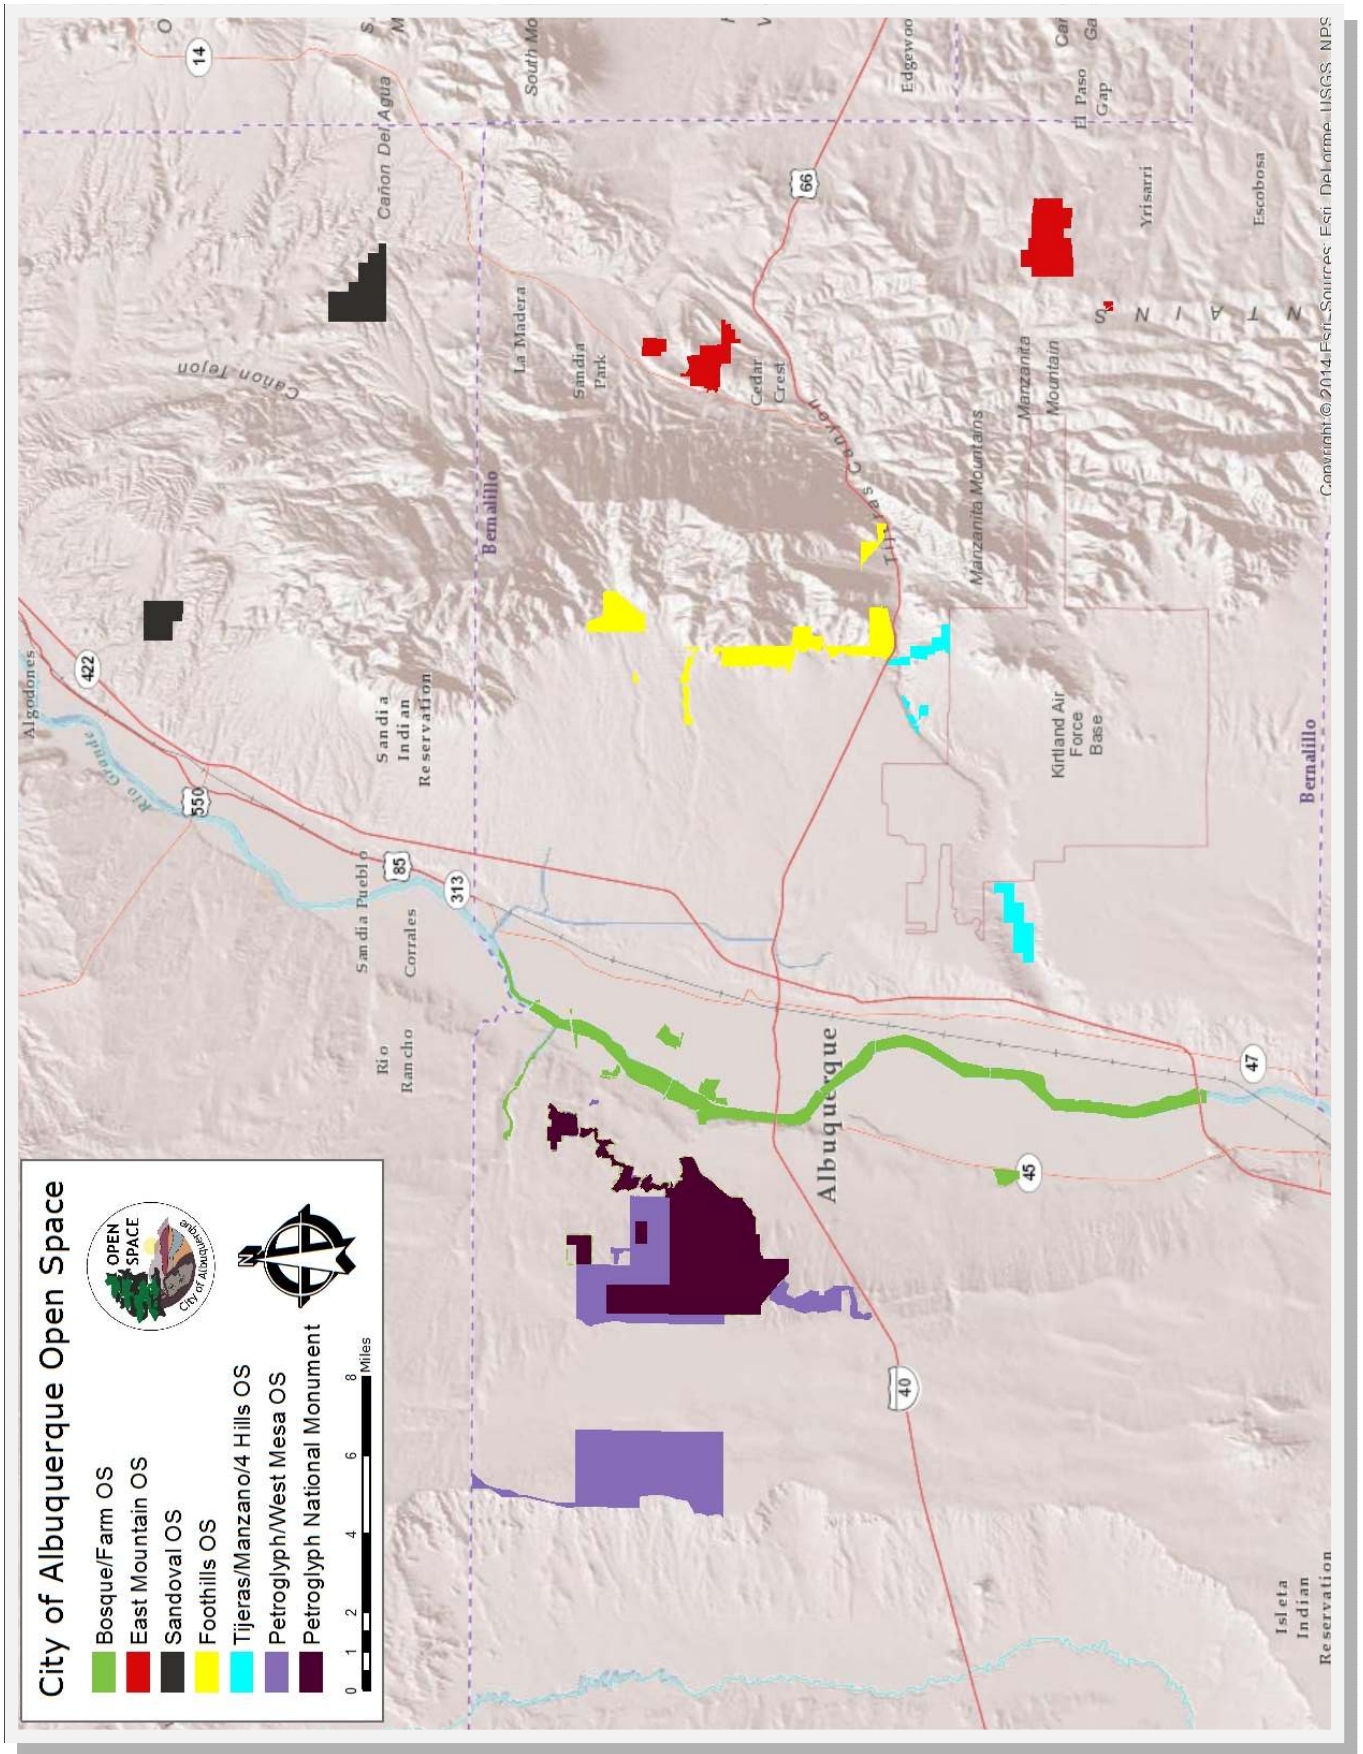 City of Albuquerque Open Space
Bosque/Farm OS
East Mountain OS
Sandoval OS
Foothills OS
Tijeras/Manzano/4 Hills OS
Petroglyph/West Mesa OS
Petroglyph National Monument
OPEN
SPACE
City of Albuquerque
N
0 1 2 4 6 8
Miles
Algodones
422
Rio Grande
550
Sandia Pueblo
85
313
Corrales
Rio
Rancho
Sandia
Indian
Reservation
Bernalillo
Cañon Tejon
Cañon Del Agua
14
South Mo
La Madera
Sandia
Park
Cedar
Crest
66
Edgewoo
El Paso
Gap
Yrisarri
Escobosa
N T A I N S
Manzanita
Mountain
Manzanita Mountains
Kirtland Air
Force
Base
Bernalillo
Albuquerque
47
45
40
Isleta
Indian
Reservation
Copyright:© 2014 Esri, Sources: Esri, DeLorme, USGS, NPS